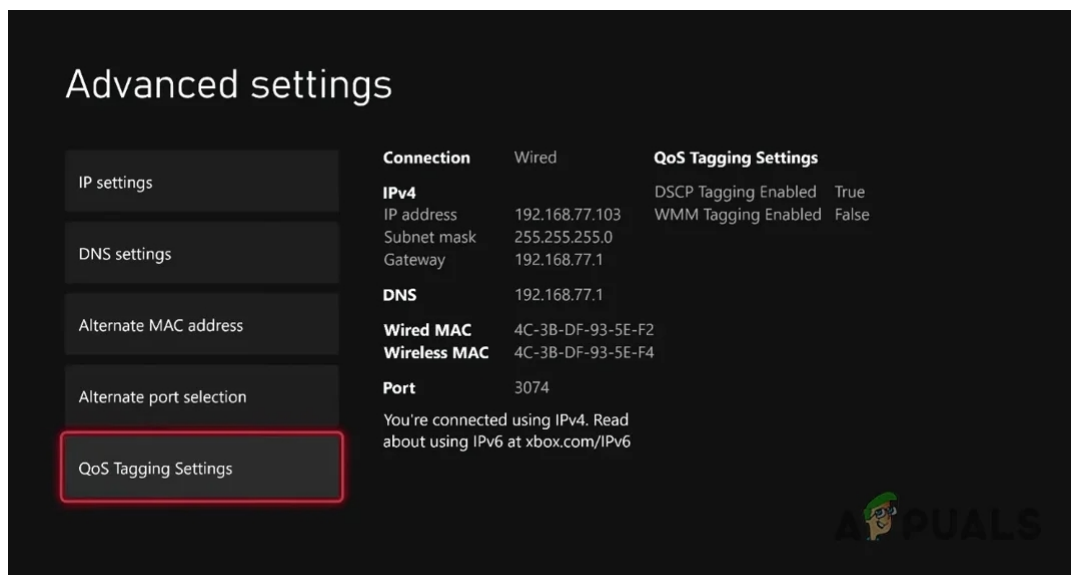 Advanced settings
IP settings
DNS settings
Alternate MAC address
Alternate port selection
QoS Tagging Settings
Connection Wired
IPv4
IP address 192.168.77.103
Subnet mask 255.255.255.0
Gateway 192.168.77.1
DNS 192.168.77.1
Wired MAC 4C-3B-DF-93-5E-F2
Wireless MAC 4C-3B-DF-93-5E-F4
Port 3074
You're connected using IPv4. Read
about using IPv6 at xbox.com/IPv6
QoS Tagging Settings
DSCP Tagging Enabled True
WMM Tagging Enabled False
APPUALS